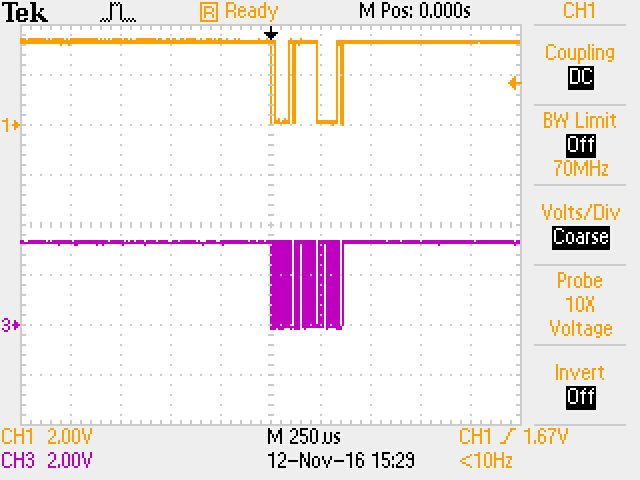 Tek R Ready M Pos: 0.000s CH1
Coupling
DC
BW Limit
Off
70MHz
Volts/Div
Coarse
Probe
10X
Voltage
Invert
Off
1
3
CH1 2.00V M 250µs CH1 1.67V
CH3 2.00V 12-Nov-16 15:29 <10Hz